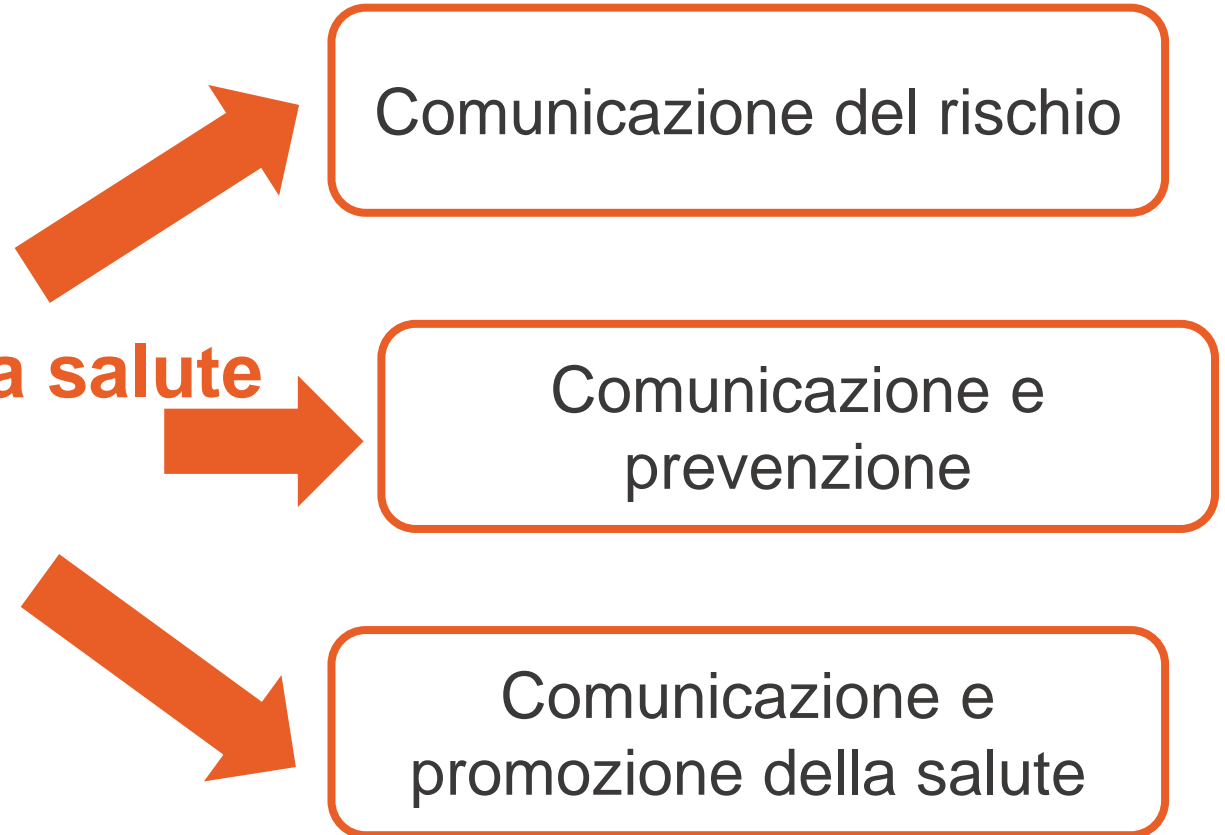 Comunicazione del rischio
a salute
Comunicazione e
prevenzione
Comunicazione e
promozione della salute